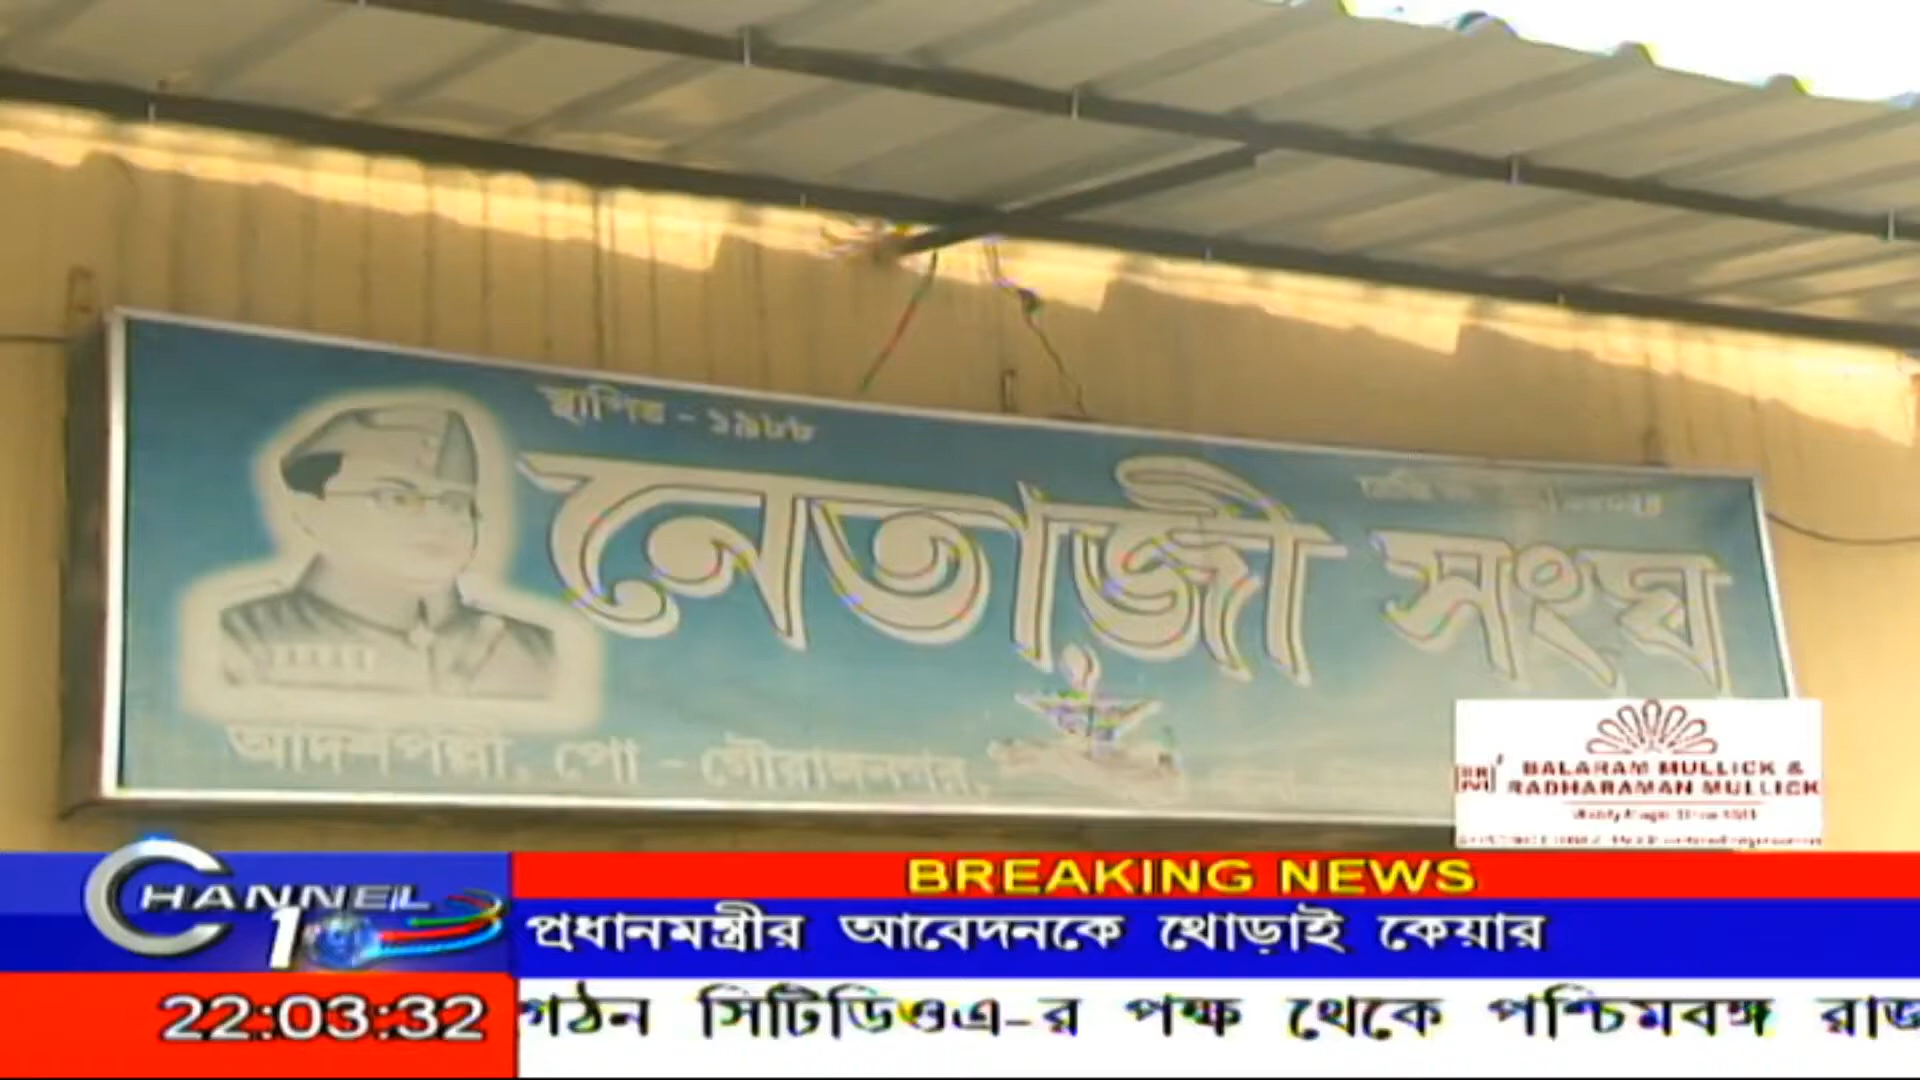 স্থাপিত - ১৯৮৮
নেতাজী সংঘ
আদর্শপল্লী, পো - গৌরাঙ্গনগর,
BALARAM MULLICK &
RADHARAMAN MULLICK
CHANNEL
10
BREAKING NEWS
প্রধানমন্ত্রীর আবেদনকে থোড়াই কেয়ার
22:03:32
গঠন সিটিডিওএ-র পক্ষ থেকে পশ্চিমবঙ্গ